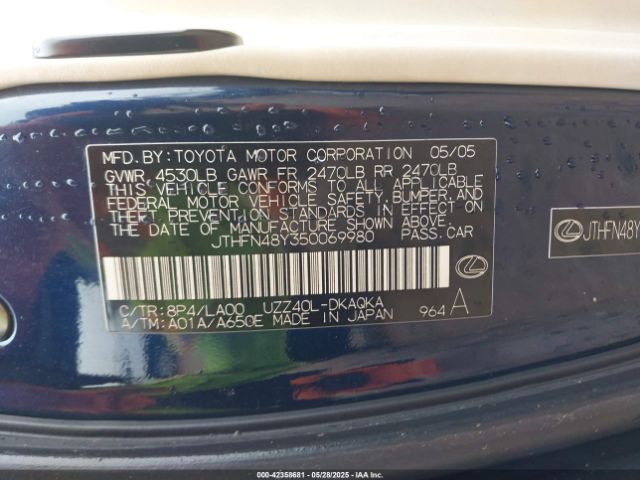 MFD. BY: TOYOTA MOTOR CORPORATION 05/05
GVWR 4530LB GAWR FR 2470LB RR 2470LB
THIS VEHICLE CONFORMS TO ALL APPLICABLE
FEDERAL MOTOR VEHICLE SAFETY, BUMPER, AND
THEFT PREVENTION STANDARDS IN EFFECT ON
THE DATE OF MANUFACTURE SHOWN ABOVE.
JTHFN48Y350069980 PASS.CAR
C/TR: 8P4/LA00 UZZ40L-DKAQKA
A/TM: A01A/A650E MADE IN JAPAN 964 A
JTHFN48Y
000-42358681 - 05/28/2025 - IAA Inc.